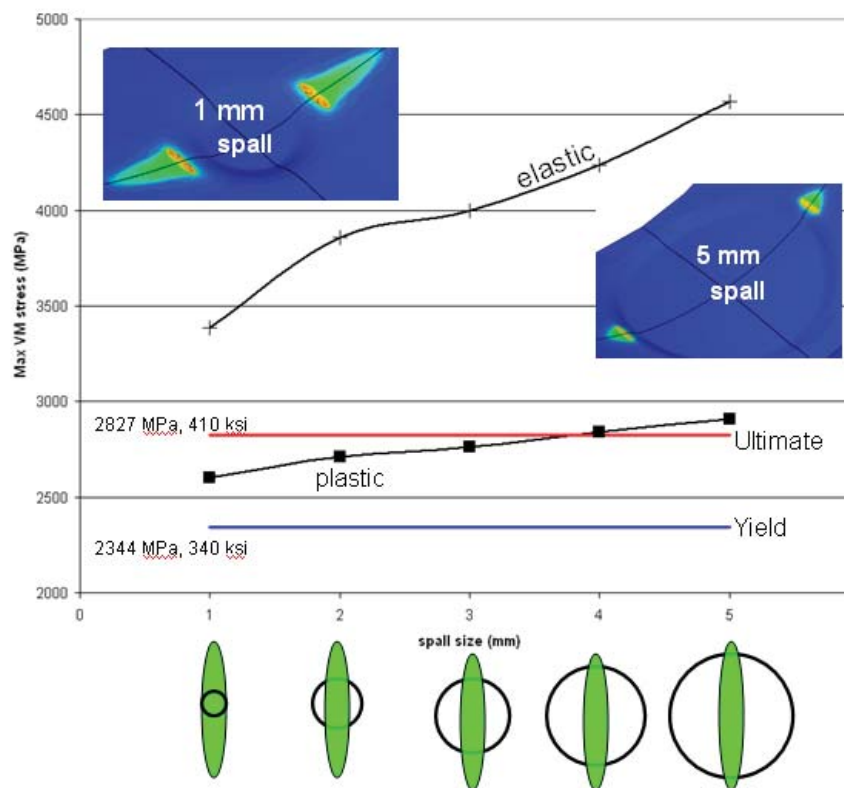 5000
4500
4000
3500
3000
2500
2000
Max VM stress (MPa)
1 mm
spall
elastic
5 mm
spall
2827 MPa, 410 ksi
Ultimate
plastic
2344 MPa, 340 ksi
Yield
0 1 2 3 4 5
spall size (mm)